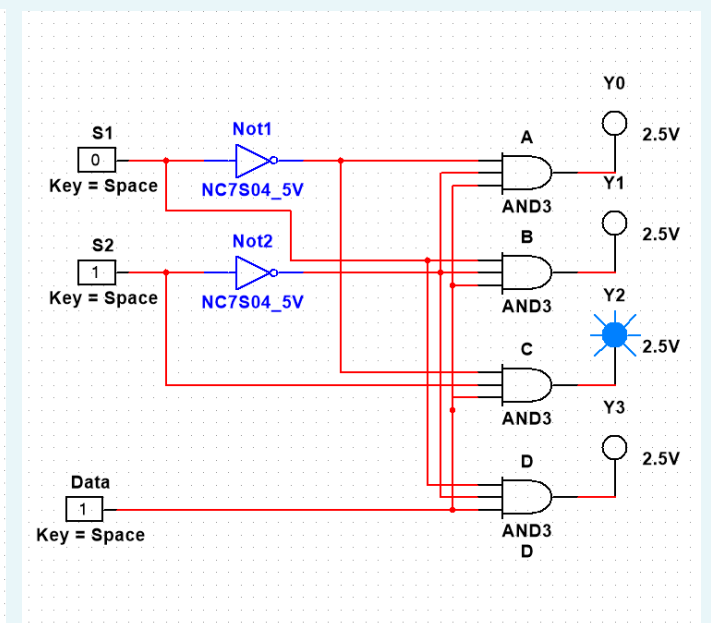 Y0
S1
Not1
A
2.5V
0
Key = Space
NC7S04_5V
Y1
AND3
B
2.5V
S2
Not2
1
Key = Space
NC7S04_5V
Y2
AND3
C
2.5V
Y3
AND3
D
2.5V
Data
1
Key = Space
AND3
D